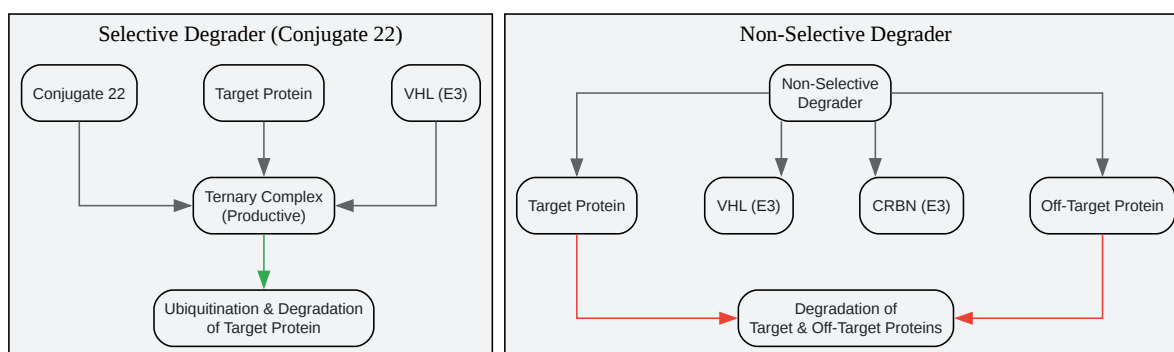 Selective Degrader (Conjugate 22)
Conjugate 22
Target Protein
VHL (E3)
Ternary Complex
(Productive)
Ubiquitination & Degradation
of Target Protein
Non-Selective Degrader
Non-Selective
Degrader
Target Protein
VHL (E3)
CRBN (E3)
Off-Target Protein
Degradation of
Target & Off-Target Proteins